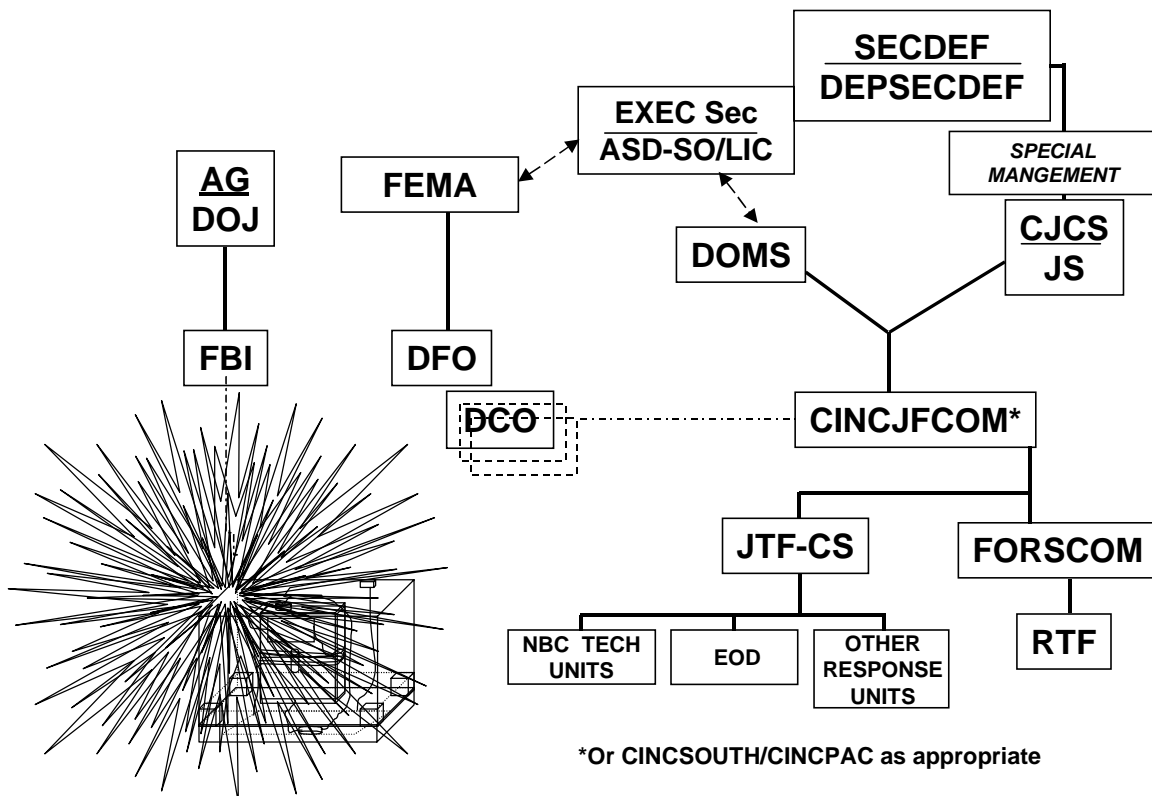 SECDEF
DEPSECDEF
EXEC Sec
ASD-SO/LIC
SPECIAL
MANGEMENT
AG
DOJ
FEMA
DOMS
CJCS
JS
FBI
DFO
DCO
CINCJFCOM*
JTF-CS
FORSCOM
NBC TECH
UNITS
EOD
OTHER
RESPONSE
UNITS
RTF
*Or CINCSOUTH/CINCPAC as appropriate